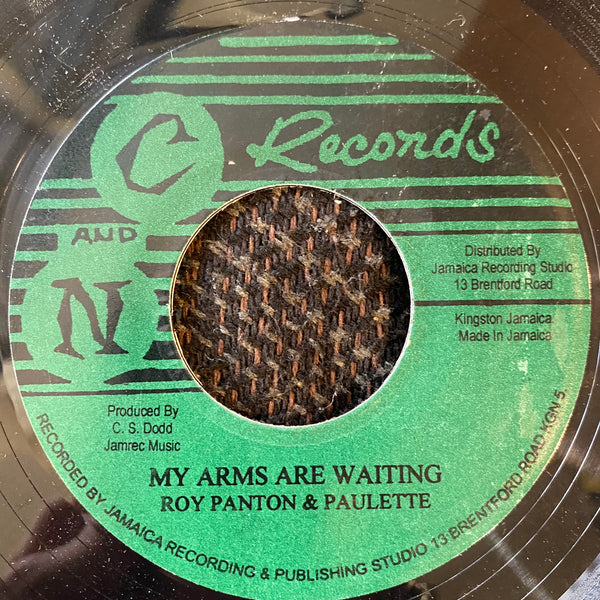 C AND N Records
Distributed By
Jamaica Recording Studio
13 Brentford Road
Kingston Jamaica
Made In Jamaica
Produced By
C. S. Dodd
Jamrec Music
MY ARMS ARE WAITING
ROY PANTON & PAULETTE
RECORDED BY JAMAICA RECORDING & PUBLISHING STUDIO 13 BRENTFORD ROAD KGN 5.